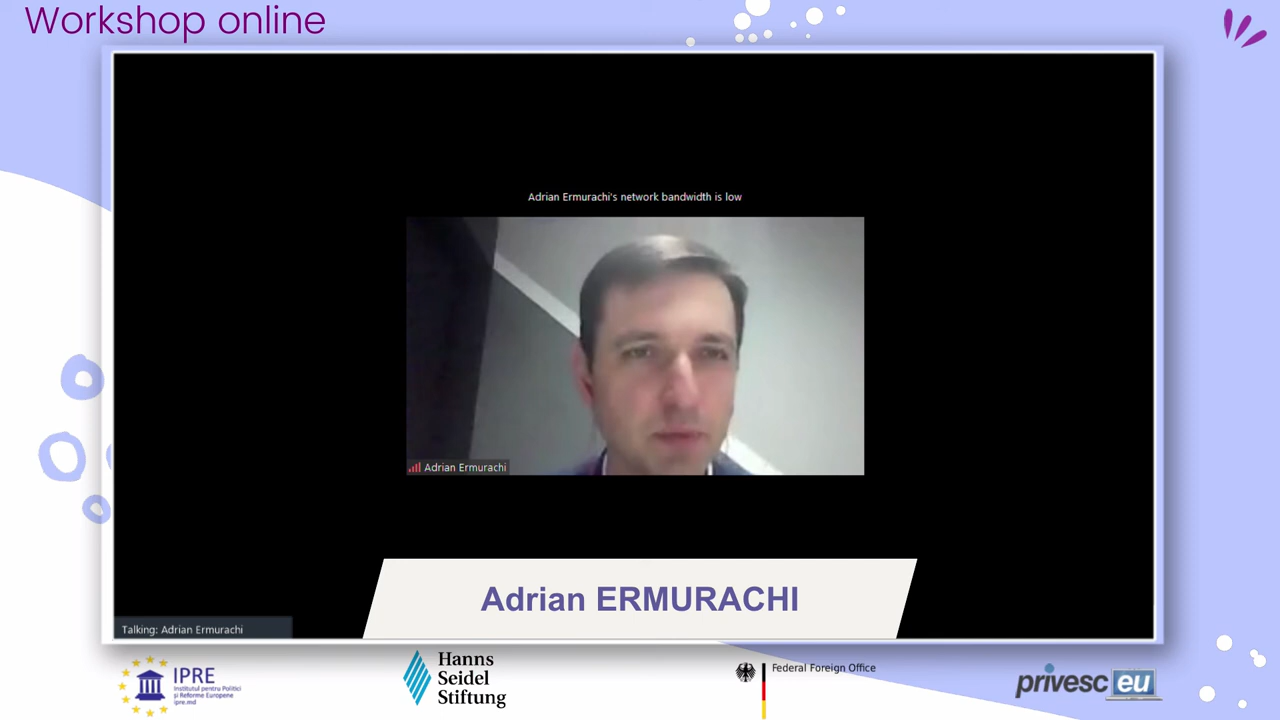 Workshop online
Adrian Ermurachi's network bandwidth is low
Adrian Ermurachi
Adrian ERMURACHI
Talking: Adrian Ermurachi
IPRE
Institutul pentru Politici
și Reforme Europene
ipre.md
Hanns
Seidel
Stiftung
Federal Foreign Office
privesc eu